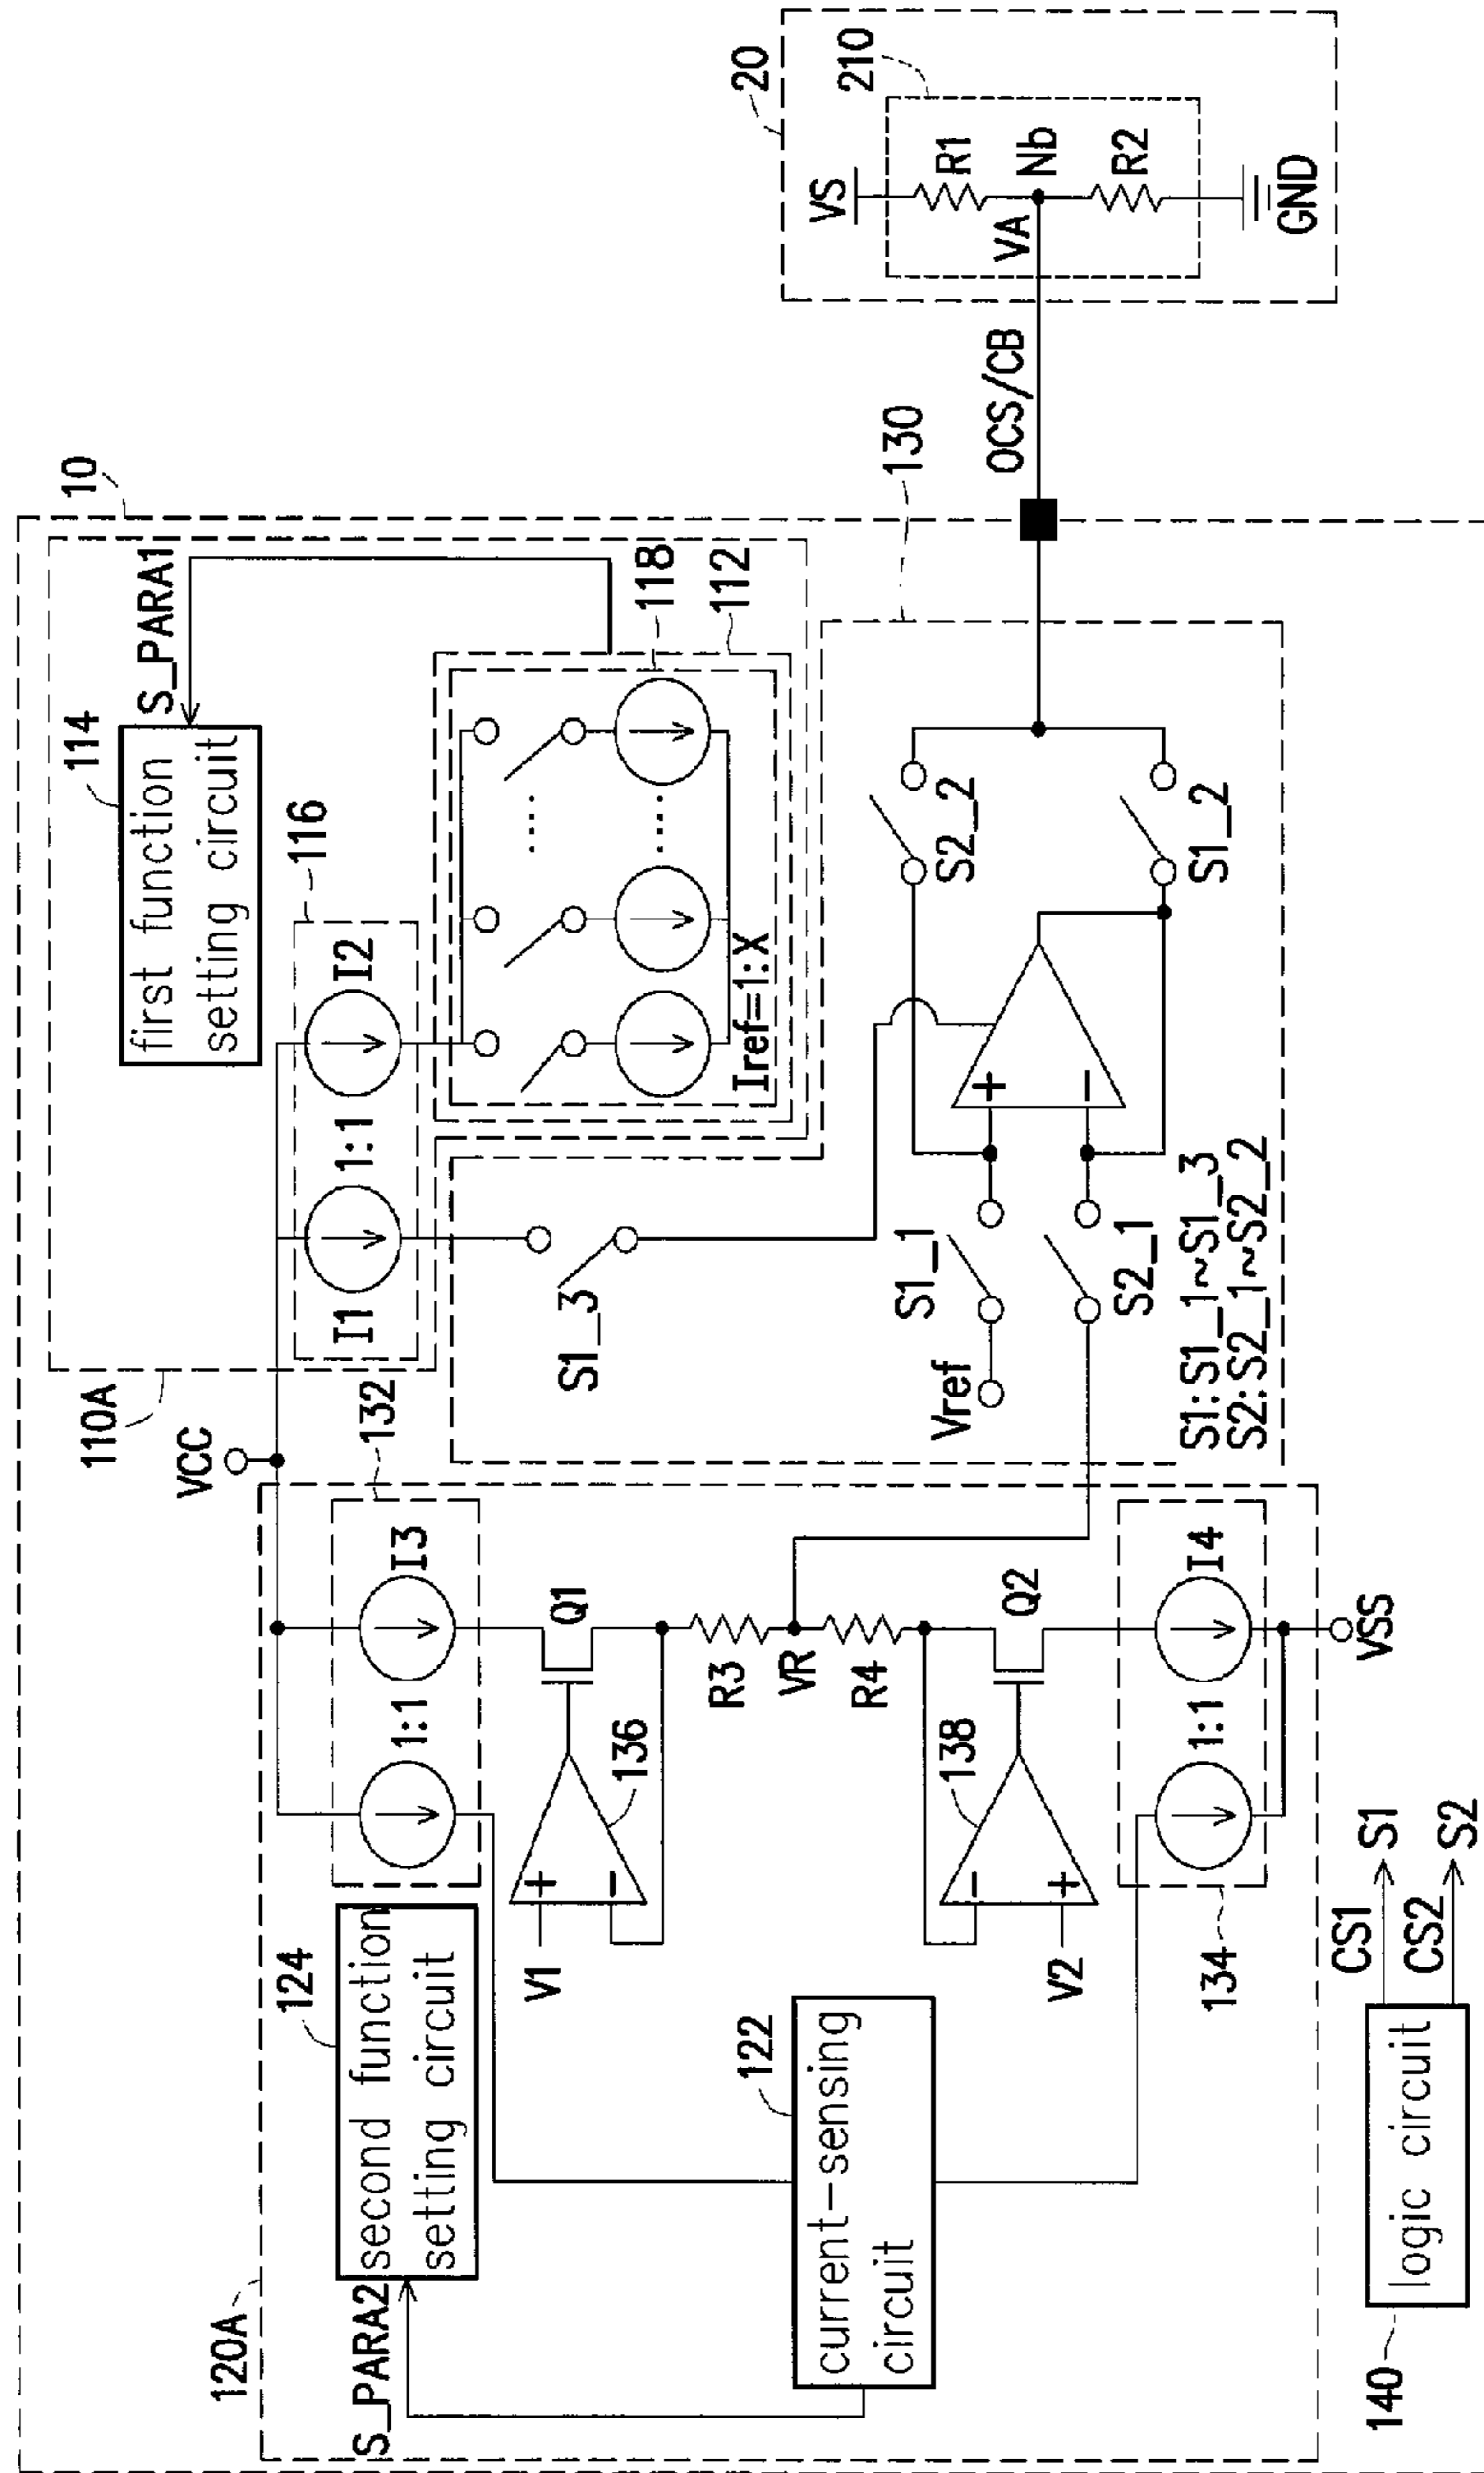 10
20
210
VS
R1
VA
Nb
R2
GND
OCS/CB
130
110A
VCC
114
first function
setting circuit
S_PARA1
116
I1
1:1
I2
118
112
Iref=1:X
S1_3
S1_1
Vref
S2_1
+
−
S2_2
S1_2
S1:S1_1~S1_3
S2:S2_1~S2_2
120A
S_PARA2
124
second function
setting circuit
132
1:1
I3
V1
+
−
136
Q1
R3
VR
R4
122
current-sensing
circuit
−
+
V2
138
Q2
134
1:1
I4
VSS
140
logic circuit
CS1
S1
CS2
S2